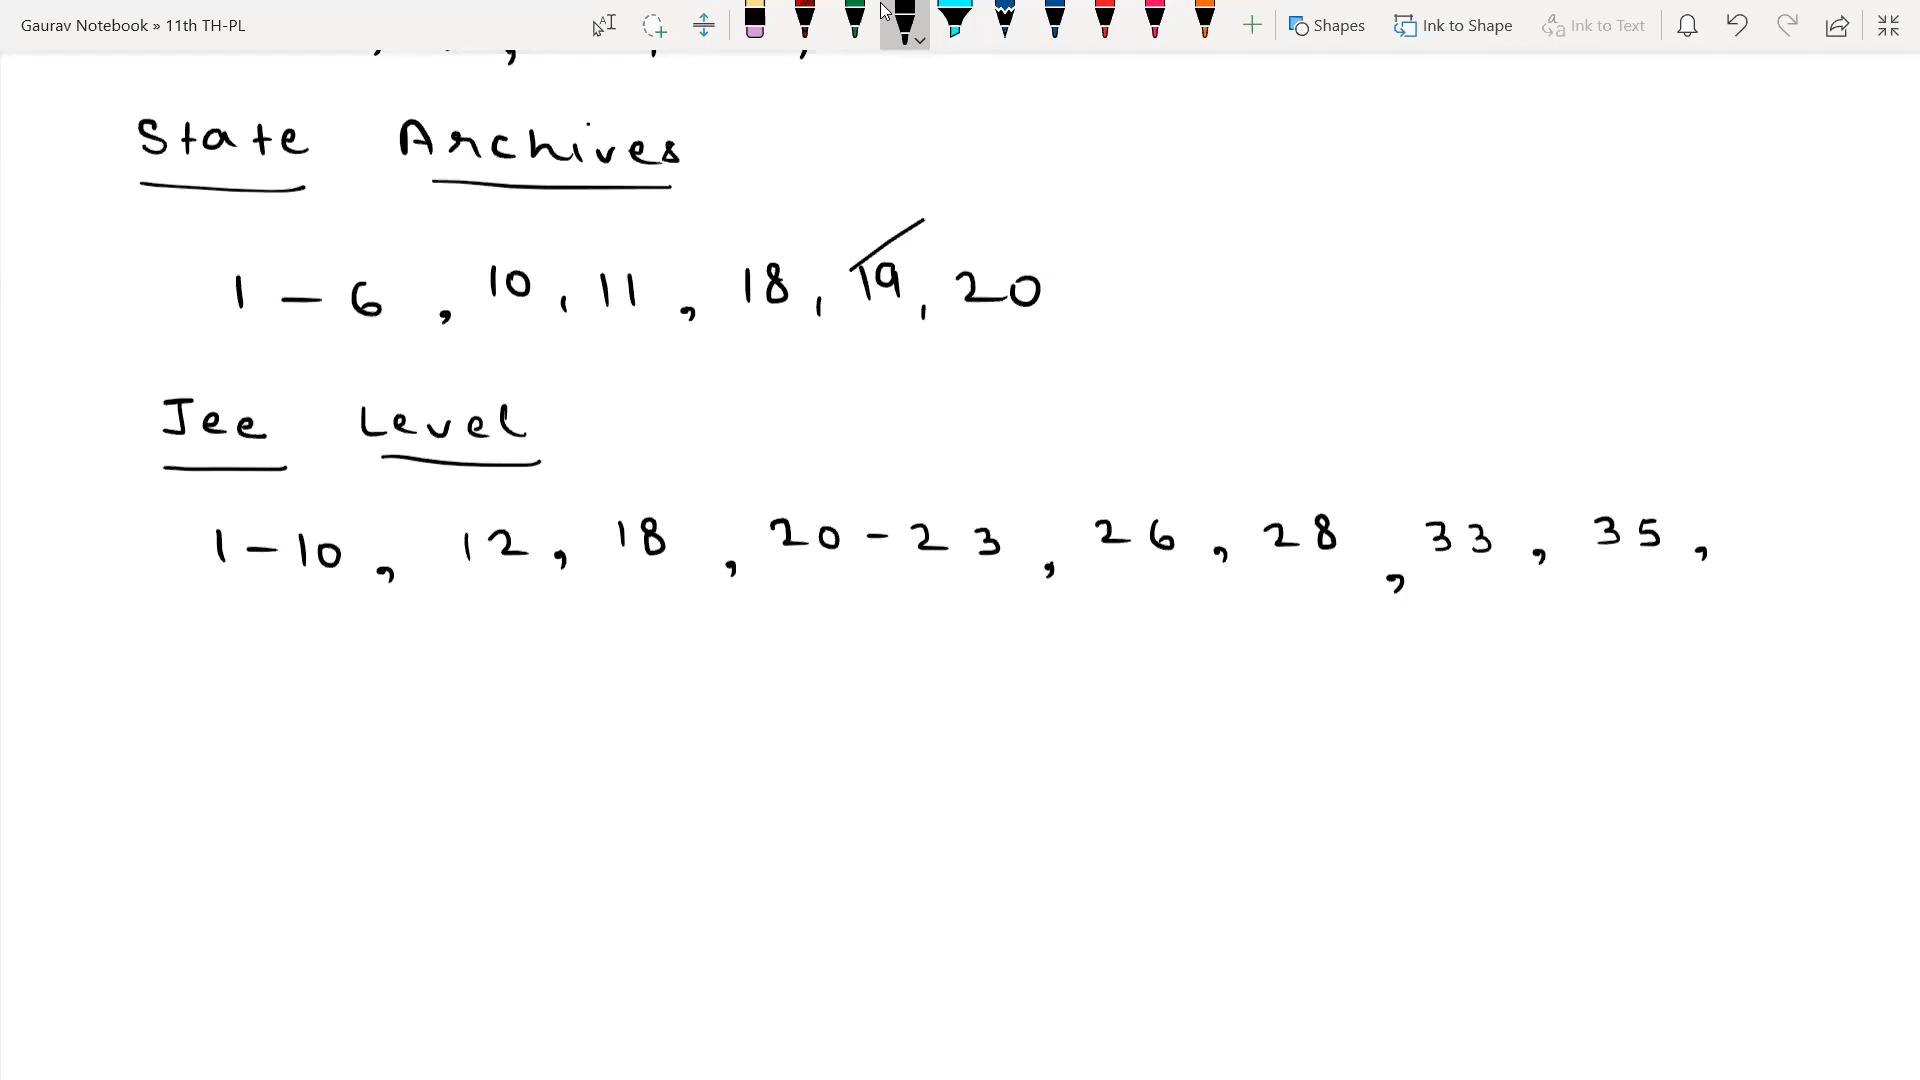 Gaurav Notebook » 11th TH-PL
Shapes
Ink to Shape
Ink to Text
State Archives
1 – 6 , 10, 11 , 18, 19, 20
Jee Level
1 – 10 , 12 , 18 , 20 - 23 , 26 , 28 , 33 , 35 ,